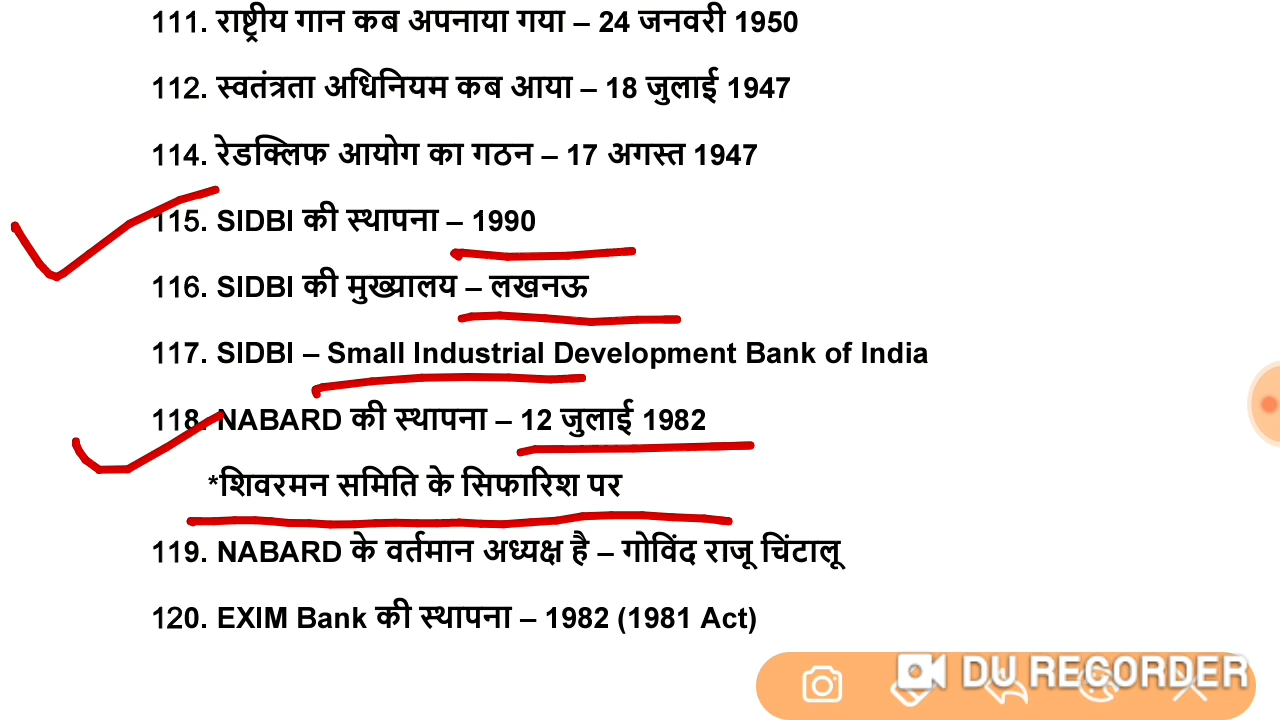 111. राष्ट्रीय गान कब अपनाया गया – 24 जनवरी 1950
112. स्वतंत्रता अधिनियम कब आया – 18 जुलाई 1947
114. रेडक्लिफ आयोग का गठन – 17 अगस्त 1947
115. SIDBI की स्थापना – 1990
116. SIDBI की मुख्यालय – लखनऊ
117. SIDBI – Small Industrial Development Bank of India
118. NABARD की स्थापना – 12 जुलाई 1982
*शिवरमन समिति के सिफारिश पर
119. NABARD के वर्तमान अध्यक्ष है – गोविंद राजू चिंटालू
120. EXIM Bank की स्थापना – 1982 (1981 Act)
DU RECORDER